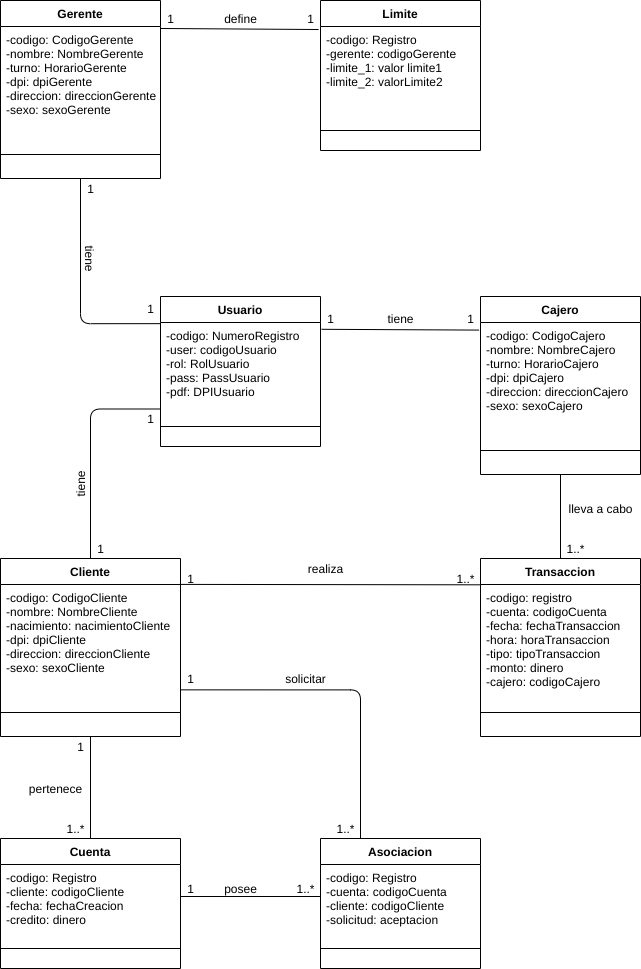 Gerente
-codigo: CodigoGerente
-nombre: NombreGerente
-turno: HorarioGerente
-dpi: dpiGerente
-direccion: direccionGerente
-sexo: sexoGerente
1 define 1
Limite
-codigo: Registro
-gerente: codigoGerente
-limite_1: valor limite1
-limite_2: valorLimite2
1
tiene
1
Usuario
-codigo: NumeroRegistro
-user: codigoUsuario
-rol: RolUsuario
-pass: PassUsuario
-pdf: DPIUsuario
1 tiene 1
Cajero
-codigo: CodigoCajero
-nombre: NombreCajero
-turno: HorarioCajero
-dpi: dpiCajero
-direccion: direccionCajero
-sexo: sexoCajero
1
tiene
1
lleva a cabo
1..*
Cliente
-codigo: CodigoCliente
-nombre: NombreCliente
-nacimiento: nacimientoCliente
-dpi: dpiCliente
-direccion: direccionCliente
-sexo: sexoCliente
1 realiza 1..*
Transaccion
-codigo: registro
-cuenta: codigoCuenta
-fecha: fechaTransaccion
-hora: horaTransaccion
-tipo: tipoTransaccion
-monto: dinero
-cajero: codigoCajero
1 solicitar
1..*
1
pertenece
1..*
Cuenta
-codigo: Registro
-cliente: codigoCliente
-fecha: fechaCreacion
-credito: dinero
1 posee 1..*
Asociacion
-codigo: Registro
-cuenta: codigoCuenta
-cliente: codigoCliente
-solicitud: aceptacion